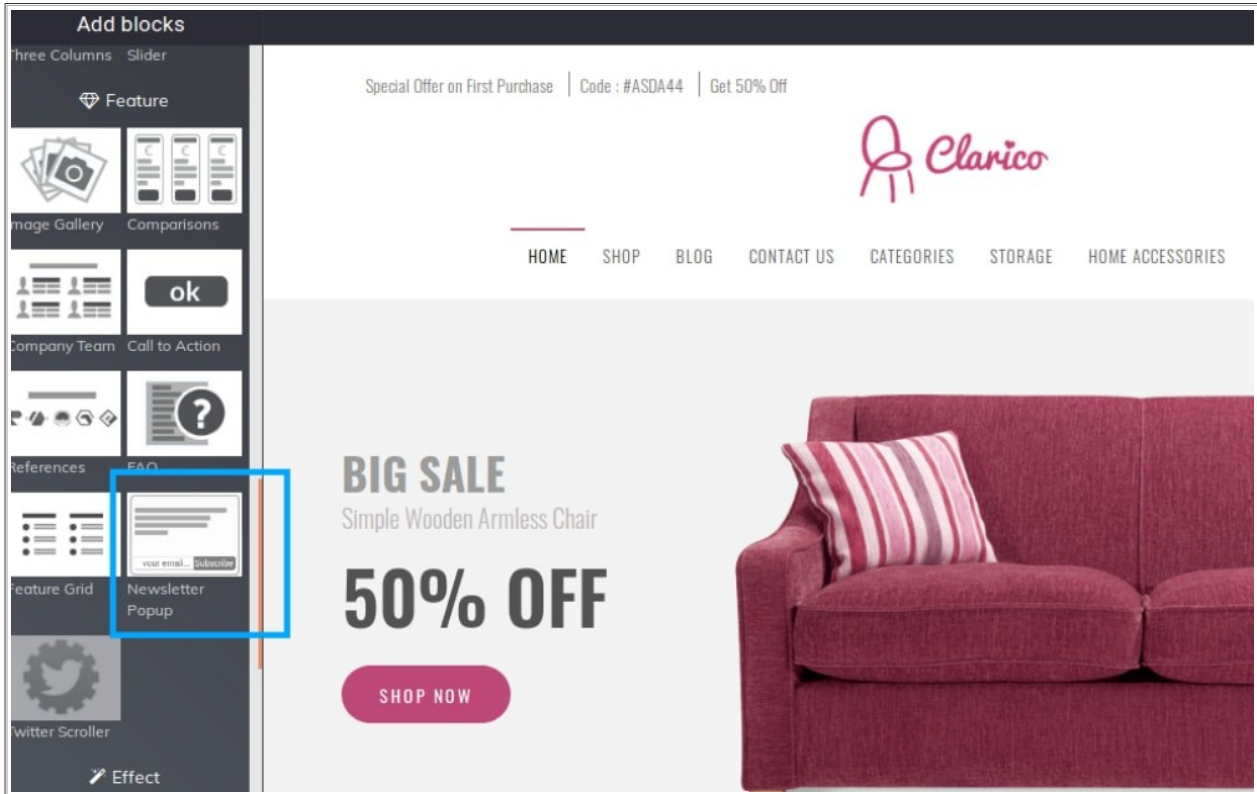 Add blocks
Three Columns Slider
Feature
Image Gallery Comparisons
C C C
Company Team Call to Action
ok
References FAQ
?
Feature Grid Newsletter
Popup
your email... Subscribe
Twitter Scroller
Effect
Special Offer on First Purchase Code : #ASDA44 Get 50% Off
Clarico
HOME SHOP BLOG CONTACT US CATEGORIES STORAGE HOME ACCESSORIES
BIG SALE
Simple Wooden Armless Chair
50% OFF
SHOP NOW